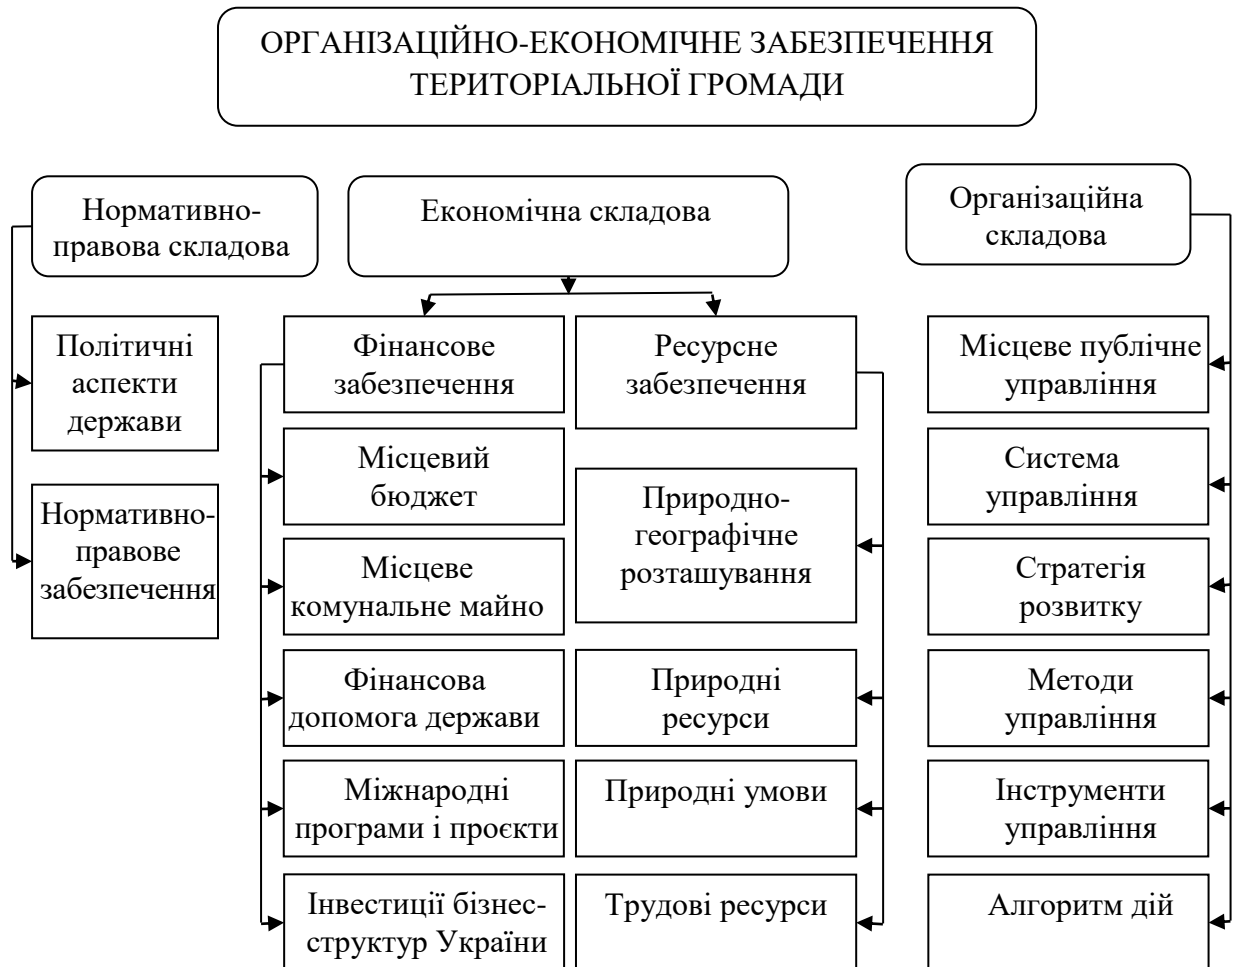 ОРГАНІЗАЦІЙНО-ЕКОНОМІЧНЕ ЗАБЕЗПЕЧЕННЯ
ТЕРИТОРІАЛЬНОЇ ГРОМАДИ
Нормативно-
правова складова
Економічна складова
Організаційна
складова
Політичні
аспекти
держави
Нормативно-
правове
забезпечення
Фінансове
забезпечення
Місцевий
бюджет
Місцеве
комунальне майно
Фінансова
допомога держави
Міжнародні
програми і проєкти
Інвестиції бізнес-
структур України
Ресурсне
забезпечення
Природно-
географічне
розташування
Природні
ресурси
Природні умови
Трудові ресурси
Місцеве публічне
управління
Система
управління
Стратегія
розвитку
Методи
управління
Інструменти
управління
Алгоритм дій